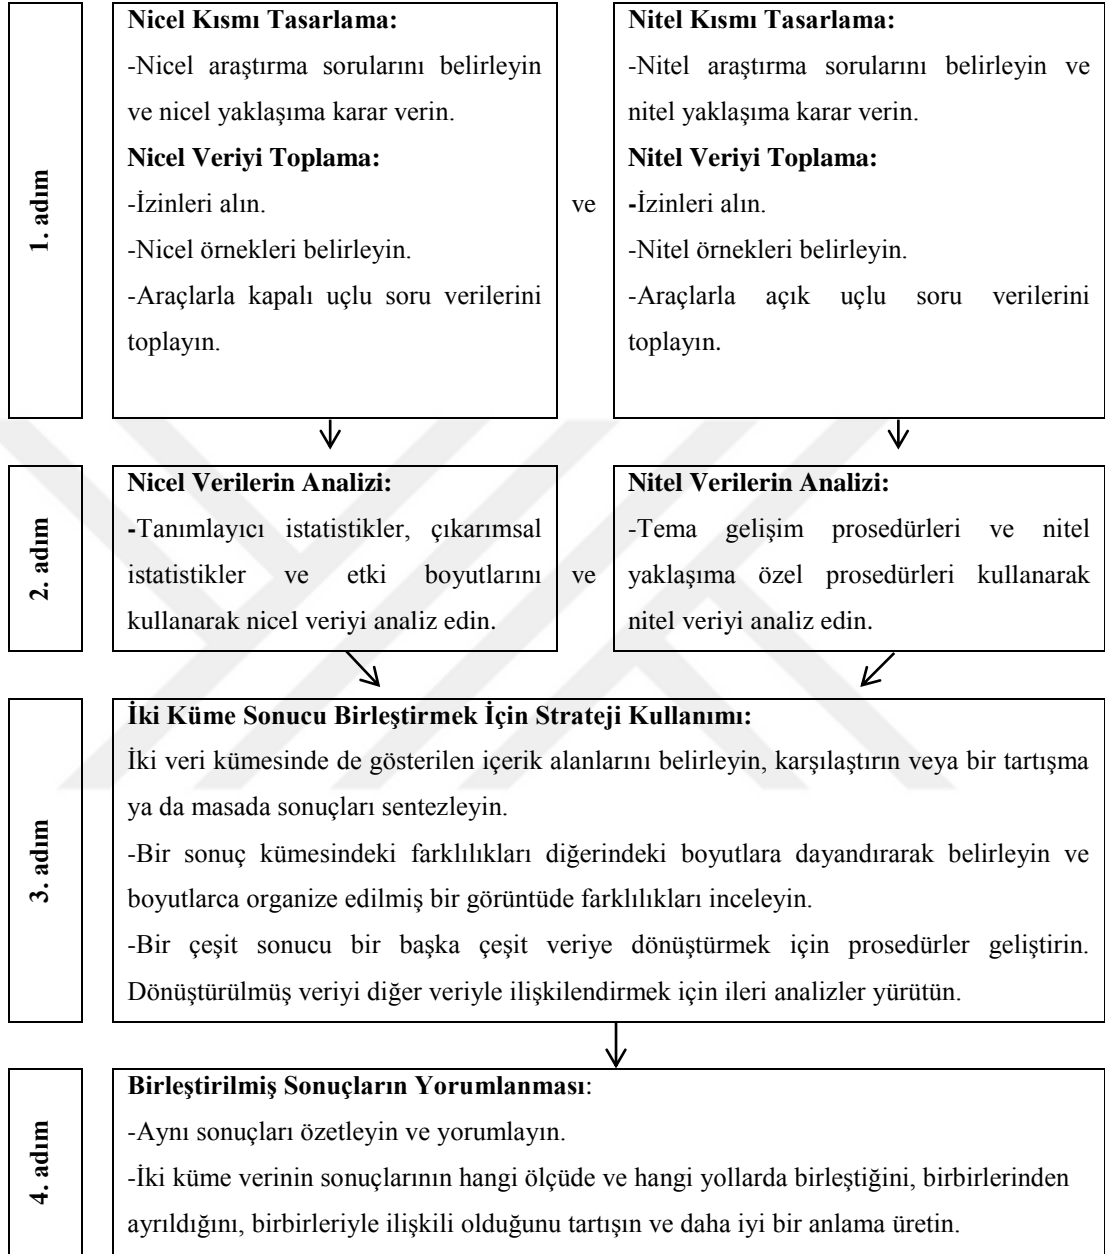 1. adım
Nicel Kısmı Tasarlama:
-Nicel araştırma sorularını belirleyin
ve nicel yaklaşıma karar verin.
Nicel Veriyi Toplama:
-İzinleri alın.
-Nicel örnekleri belirleyin.
-Araçlarla kapalı uçlu soru verilerini
toplayın.
ve
Nitel Kısmı Tasarlama:
-Nitel araştırma sorularını belirleyin ve
nitel yaklaşıma karar verin.
Nitel Veriyi Toplama:
-İzinleri alın.
-Nitel örnekleri belirleyin.
-Araçlarla açık uçlu soru verilerini
toplayın.
2. adım
Nicel Verilerin Analizi:
-Tanımlayıcı istatistikler, çıkarımsal
istatistikler ve etki boyutlarını
kullanarak nicel veriyi analiz edin.
ve
Nitel Verilerin Analizi:
-Tema gelişim prosedürleri ve nitel
yaklaşıma özel prosedürleri kullanarak
nitel veriyi analiz edin.
3. adım
İki Küme Sonucu Birleştirmek İçin Strateji Kullanımı:
İki veri kümesinde de gösterilen içerik alanlarını belirleyin, karşılaştırın veya bir tartışma
ya da masada sonuçları sentezleyin.
-Bir sonuç kümesindeki farklılıkları diğerindeki boyutlara dayandırarak belirleyin ve
boyutlarca organize edilmiş bir görüntüde farklılıkları inceleyin.
-Bir çeşit sonucu bir başka çeşit veriye dönüştürmek için prosedürler geliştirin.
Dönüştürülmüş veriyi diğer veriyle ilişkilendirmek için ileri analizler yürütün.
4. adım
Birleştirilmiş Sonuçların Yorumlanması:
-Aynı sonuçları özetleyin ve yorumlayın.
-İki küme verinin sonuçlarının hangi ölçüde ve hangi yollarda birleştiğini, birbirlerinden
ayrıldığını, birbirleriyle ilişkili olduğunu tartışın ve daha iyi bir anlama üretin.